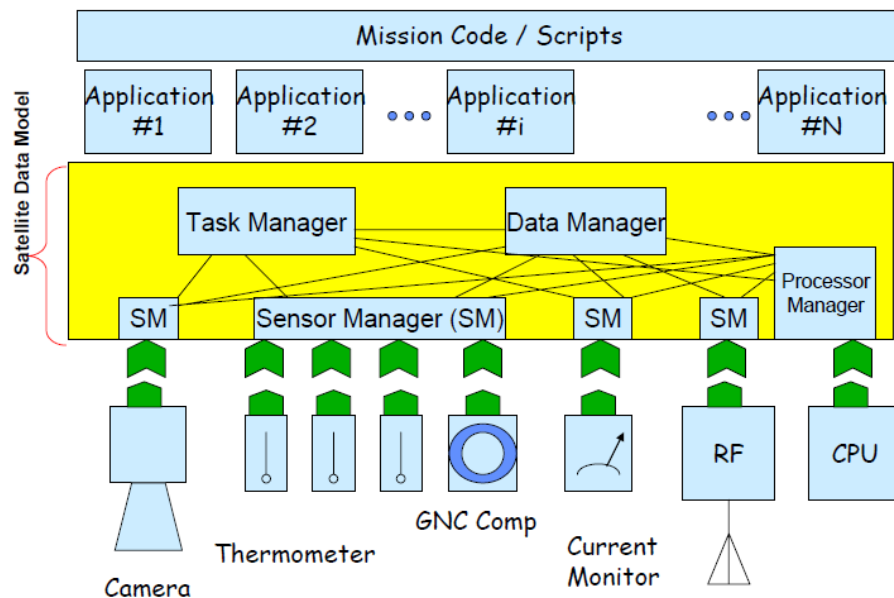 Mission Code / Scripts
Application
#1
Application
#2
Application
#i
Application
#N
Satellite Data Model
Task Manager
Data Manager
Processor
Manager
SM
Sensor Manager (SM)
SM
SM
RF
CPU
GNC Comp
Thermometer
Current
Monitor
Camera